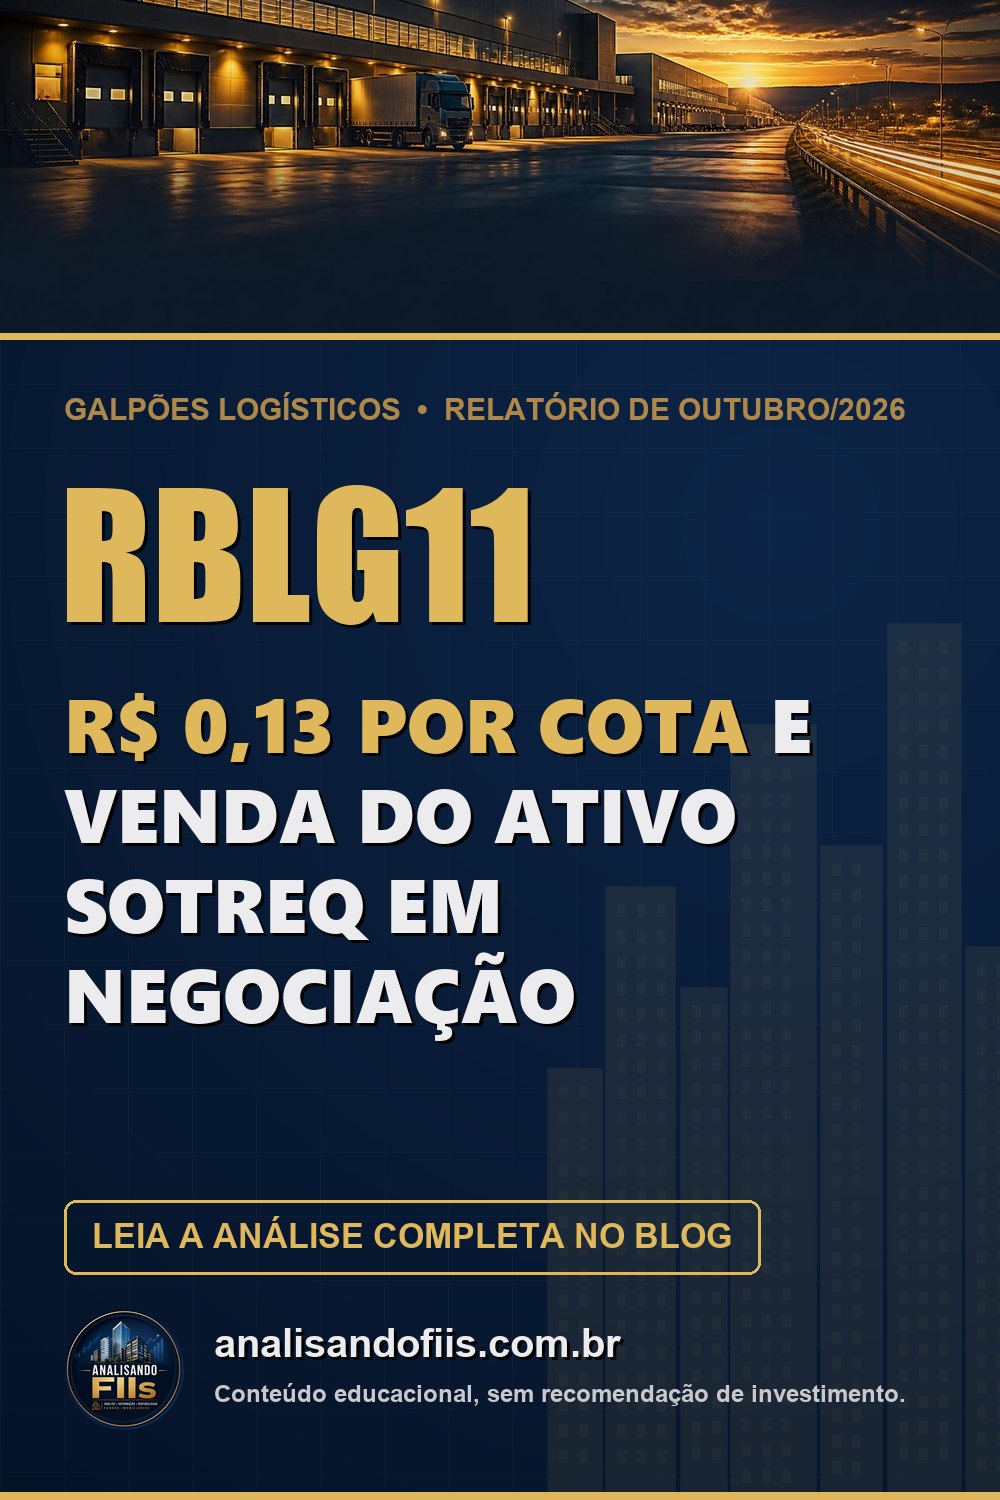 GALPÕES LOGÍSTICOS • RELATÓRIO DE OUTUBRO/2026
RBLG11
R$ 0,13 POR COTA E
VENDA DO ATIVO
SOTREQ EM
NEGOCIAÇÃO
LEIA A ANÁLISE COMPLETA NO BLOG
ANALISANDO
FIIs
analisandofiis.com.br
Conteúdo educacional, sem recomendação de investimento.